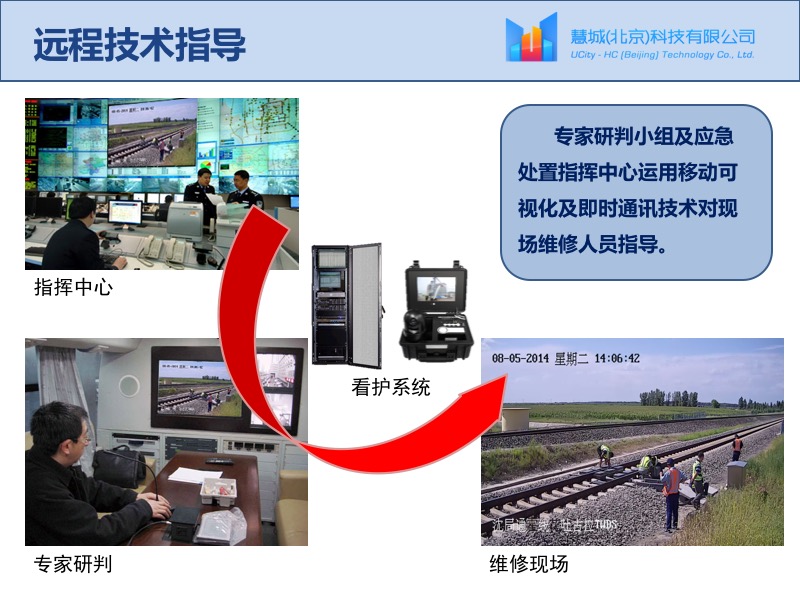 远程技术指导
慧城(北京)科技有限公司
UCity - HC (Beijing) Technology Co., Ltd.
专家研判小组及应急
处置指挥中心运用移动可
视化及即时通讯技术对现
场维修人员指导。
指挥中心
看护系统
08-05-2014 星期二 14:06:42
专家研判
维修现场